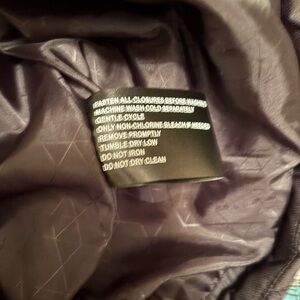 *FASTEN ALL CLOSURES BEFORE WASHING
*MACHINE WASH COLD SEPARATELY
*GENTLE CYCLE
*ONLY NON-CHLORINE BLEACH IF NEEDED
*REMOVE PROMPTLY
*TUMBLE DRY LOW
*DO NOT IRON
*DO NOT DRY CLEAN